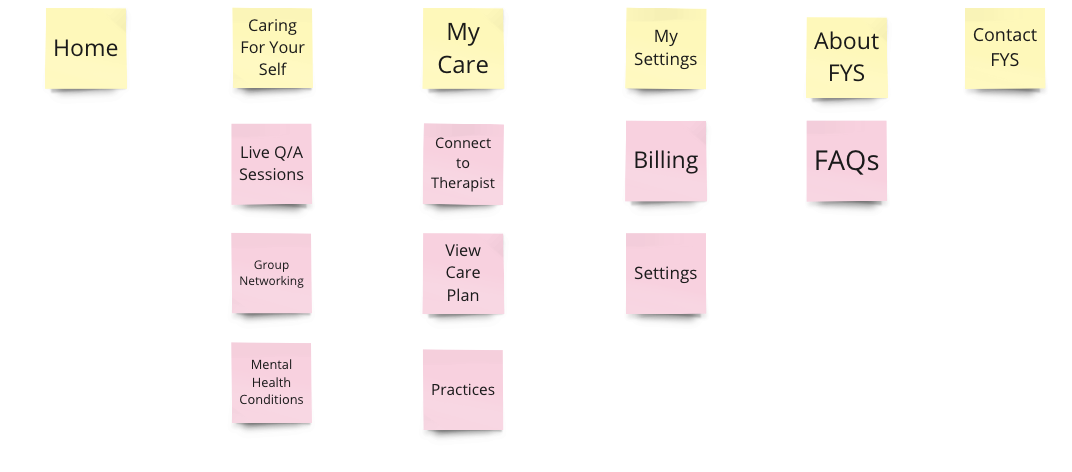 Home
Caring
For Your
Self
My
Care
My
Settings
About
FYS
Contact
FYS
Live Q/A
Sessions
Connect
to
Therapist
Billing
FAQs
Group
Networking
View
Care
Plan
Settings
Mental
Health
Conditions
Practices